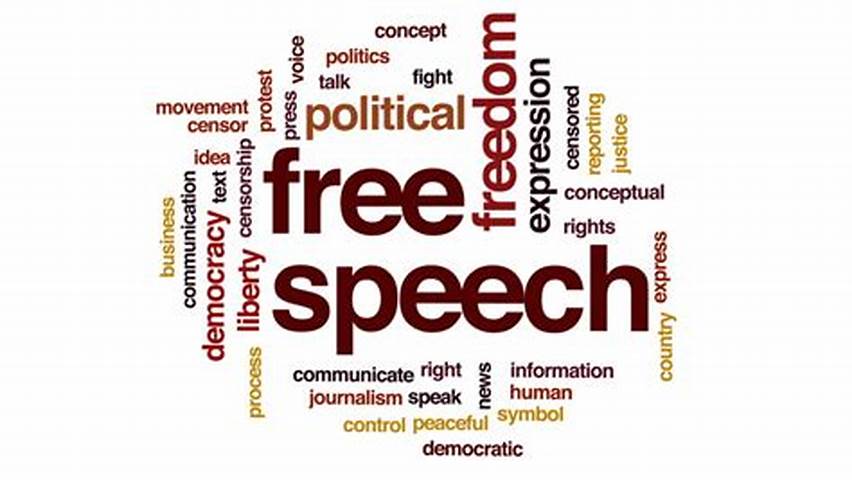 concept
politics
voice
talk
fight
freedom
movement
censor
protest
press
political
expression
censored
reporting
justice
idea
text
censorship
free
conceptual
rights
business
communication
democracy
liberty
speech
express
country
process
communicate
right
news
information
journalism
speak
human
control
peaceful
symbol
democratic